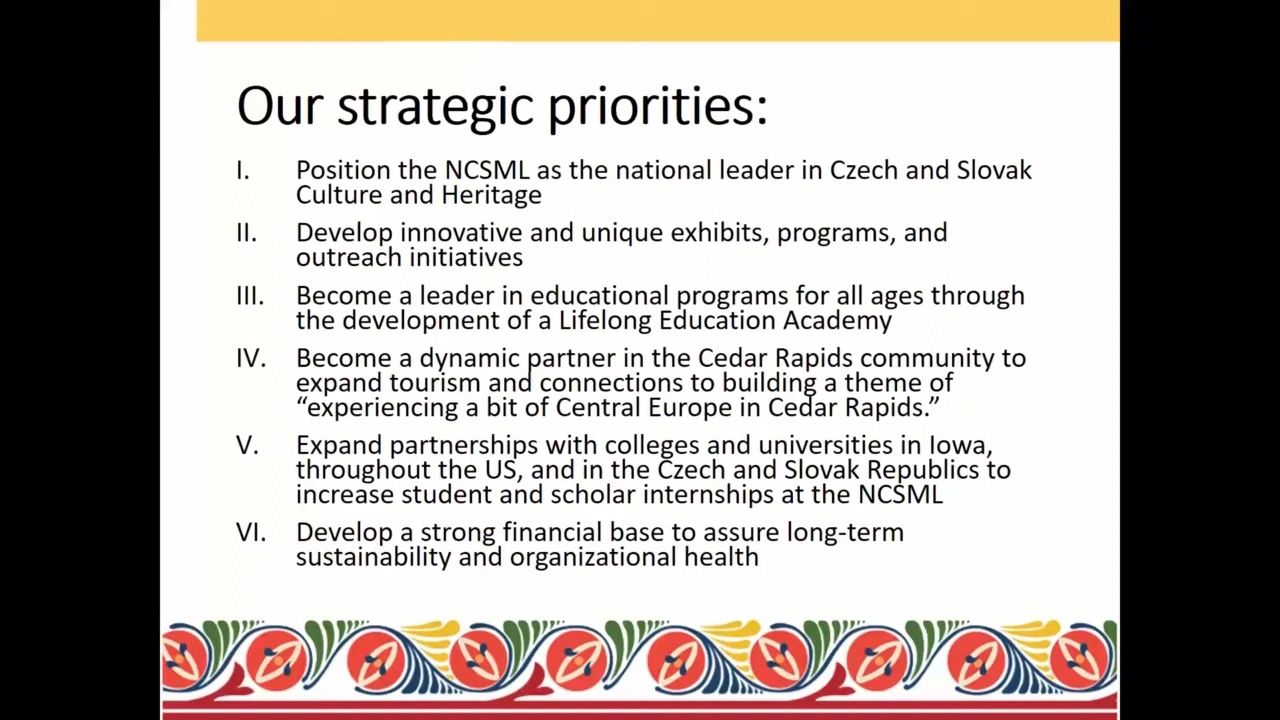 Our strategic priorities:
I. Position the NCSML as the national leader in Czech and Slovak
Culture and Heritage
II. Develop innovative and unique exhibits, programs, and
outreach initiatives
III. Become a leader in educational programs for all ages through
the development of a Lifelong Education Academy
IV. Become a dynamic partner in the Cedar Rapids community to
expand tourism and connections to building a theme of
“experiencing a bit of Central Europe in Cedar Rapids.”
V. Expand partnerships with colleges and universities in Iowa,
throughout the US, and in the Czech and Slovak Republics to
increase student and scholar internships at the NCSML
VI. Develop a strong financial base to assure long-term
sustainability and organizational health